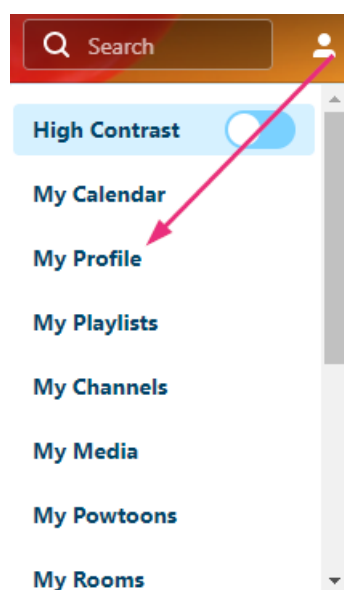 Search
High Contrast
My Calendar
My Profile
My Playlists
My Channels
My Media
My Powtoons
My Rooms